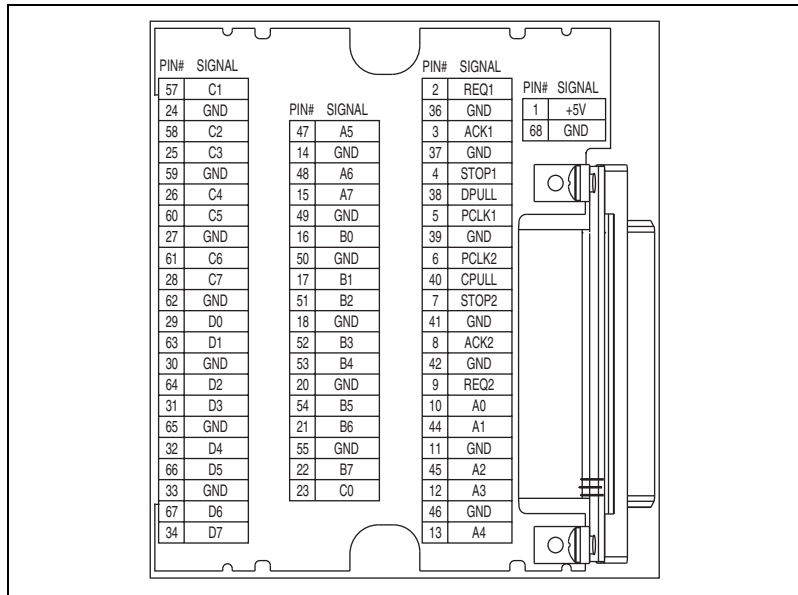 PIN# SIGNAL
57 C1
24 GND
58 C2
25 C3
59 GND
26 C4
60 C5
27 GND
61 C6
28 C7
62 GND
29 D0
63 D1
30 GND
64 D2
31 D3
65 GND
32 D4
66 D5
33 GND
67 D6
34 D7
PIN# SIGNAL
47 A5
14 GND
48 A6
15 A7
49 GND
16 B0
50 GND
17 B1
51 B2
18 GND
52 B3
53 B4
20 GND
54 B5
21 B6
55 GND
22 B7
23 C0
PIN# SIGNAL
2 REQ1
36 GND
3 ACK1
37 GND
4 STOP1
38 DPULL
5 PCLK1
39 GND
6 PCLK2
40 CPULL
7 STOP2
41 GND
8 ACK2
42 GND
9 REQ2
10 A0
44 A1
11 GND
45 A2
12 A3
46 GND
13 A4
PIN# SIGNAL
1 +5V
68 GND